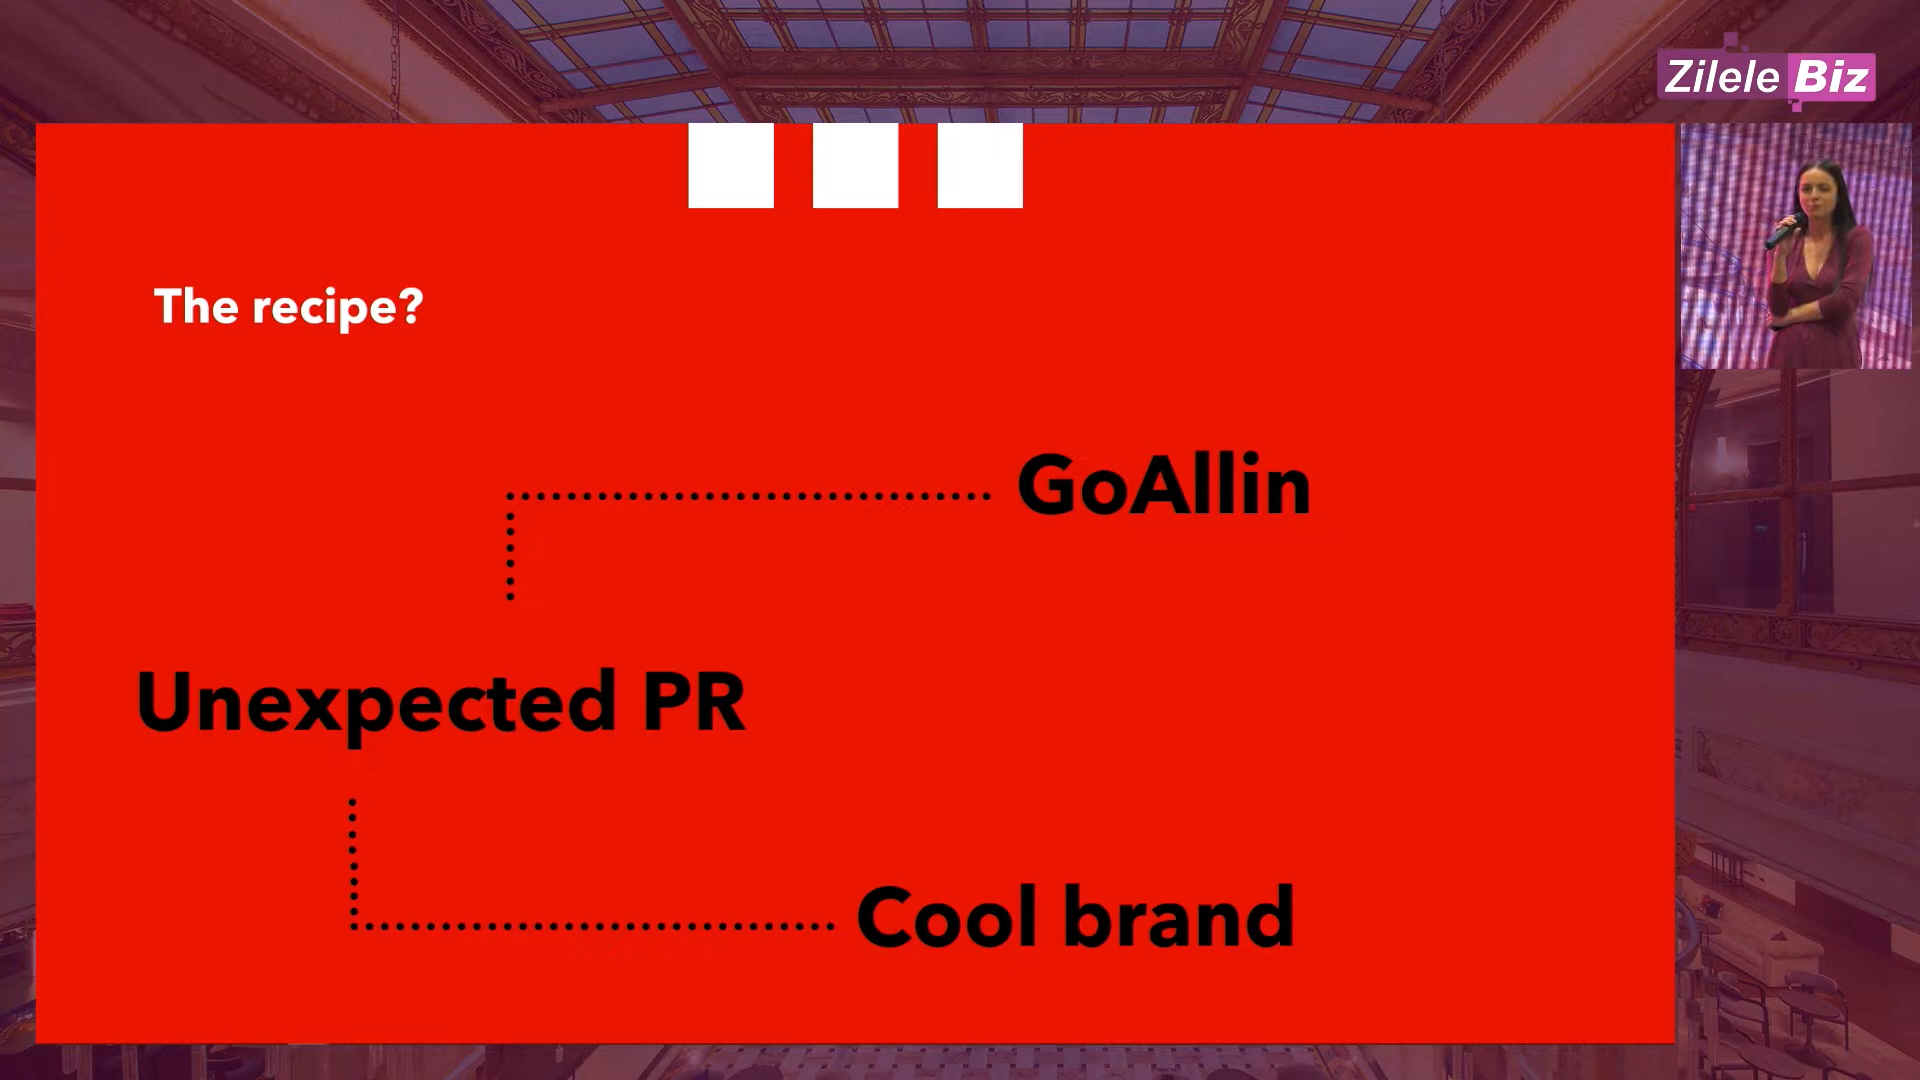 Zilele Biz
The recipe?
GoAllin
Unexpected PR
Cool brand